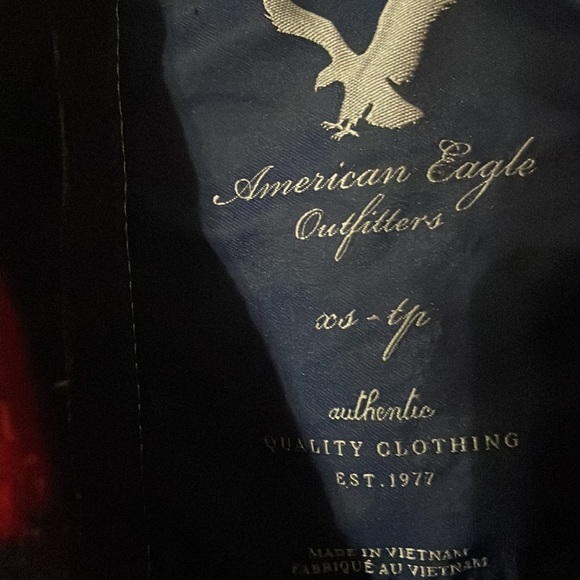 American Eagle
Outfitters
xs - tp
authentic
QUALITY CLOTHING
EST. 1977
MADE IN VIETNAM
FABRIQUÉ AU VIETNAM